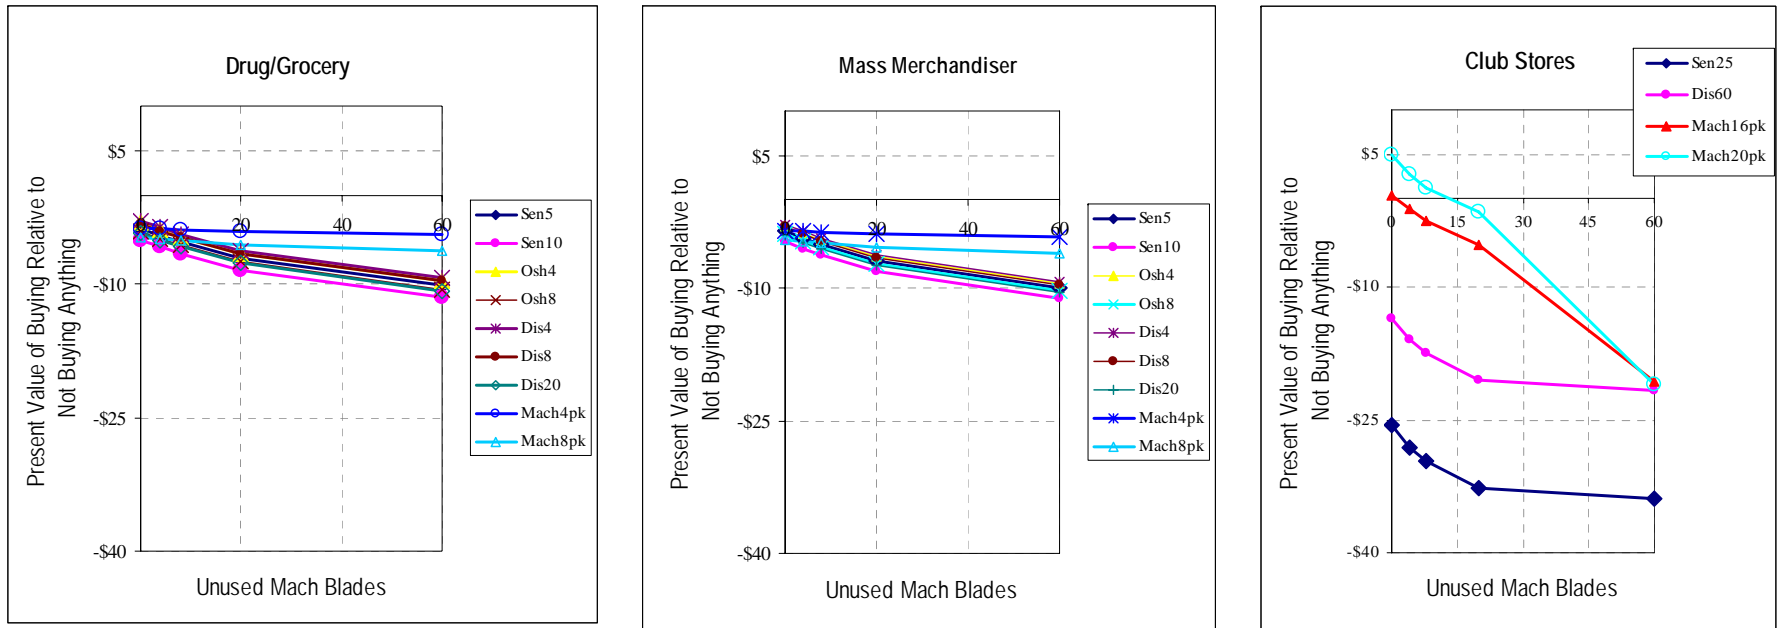 Drug/Grocery
Present Value of Buying Relative to
Not Buying Anything
$5
-$10
-$25
-$40
0
20
40
60
Unused Mach Blades
Sen5
Sen10
Osh4
Osh8
Dis4
Dis8
Dis20
Mach4pk
Mach8pk
Mass Merchandiser
Present Value of Buying Relative to
Not Buying Anything
$5
-$10
-$25
-$40
0
20
40
60
Unused Mach Blades
Sen5
Sen10
Osh4
Osh8
Dis4
Dis8
Dis20
Mach4pk
Mach8pk
Club Stores
Present Value of Buying Relative to
Not Buying Anything
$5
-$10
-$25
-$40
0
15
30
45
60
Unused Mach Blades
Sen25
Dis60
Mach16pk
Mach20pk